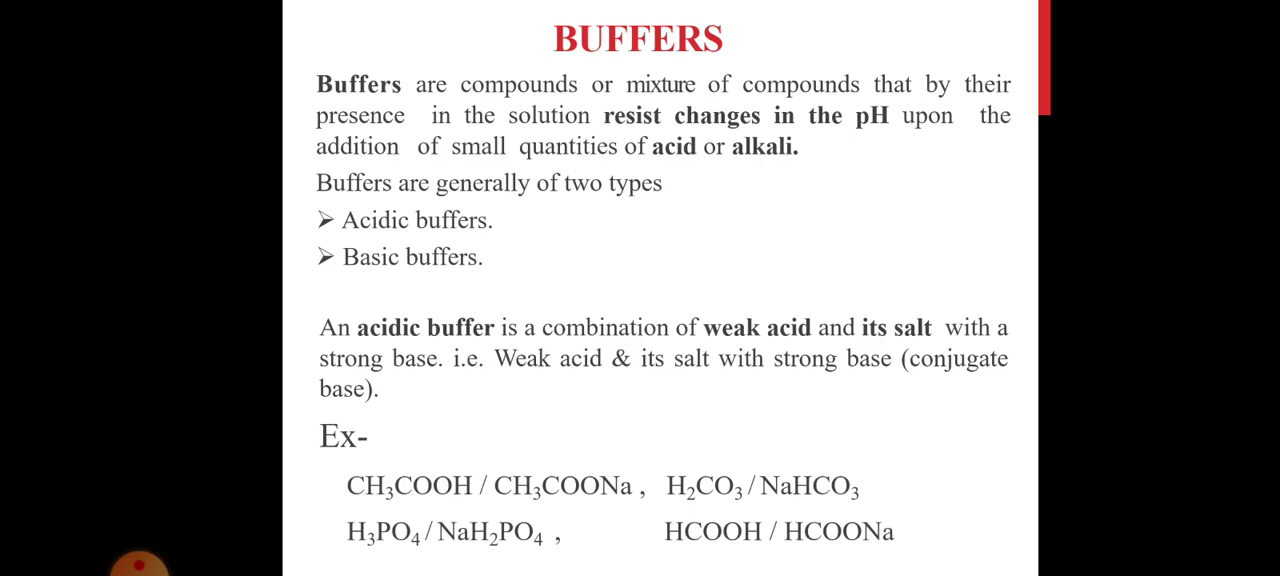 BUFFERS
Buffers are compounds or mixture of compounds that by their
presence in the solution resist changes in the pH upon the
addition of small quantities of acid or alkali.
Buffers are generally of two types
➢ Acidic buffers.
➢ Basic buffers.
An acidic buffer is a combination of weak acid and its salt with a
strong base. i.e. Weak acid & its salt with strong base (conjugate
base).
Ex-
CH₃COOH / CH₃COONa , H₂CO₃ / NaHCO₃
H₃PO₄ / NaH₂PO₄ , HCOOH / HCOONa